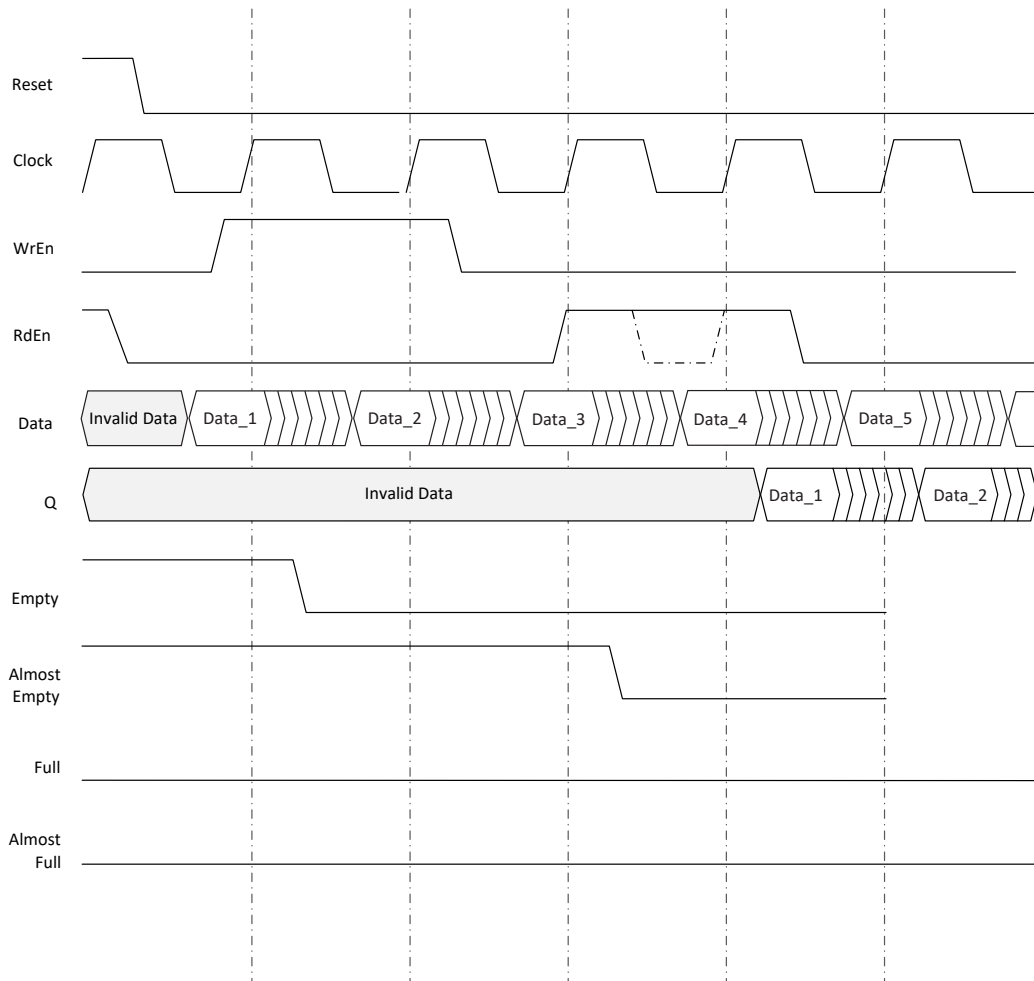 Reset
Clock
WrEn
RdEn
Data
Invalid Data
Data_1
Data_2
Data_3
Data_4
Data_5
Q
Invalid Data
Data_1
Data_2
Empty
Almost
Empty
Full
Almost
Full